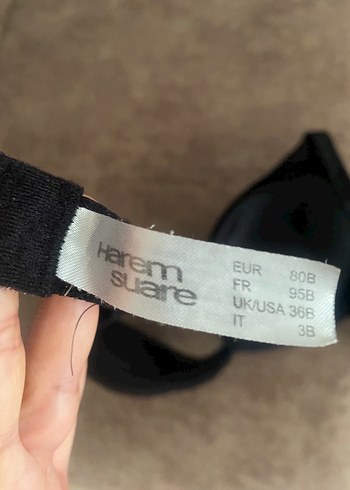 Harem
suare
EUR 80B
FR 95B
UK/USA 36B
IT 3B